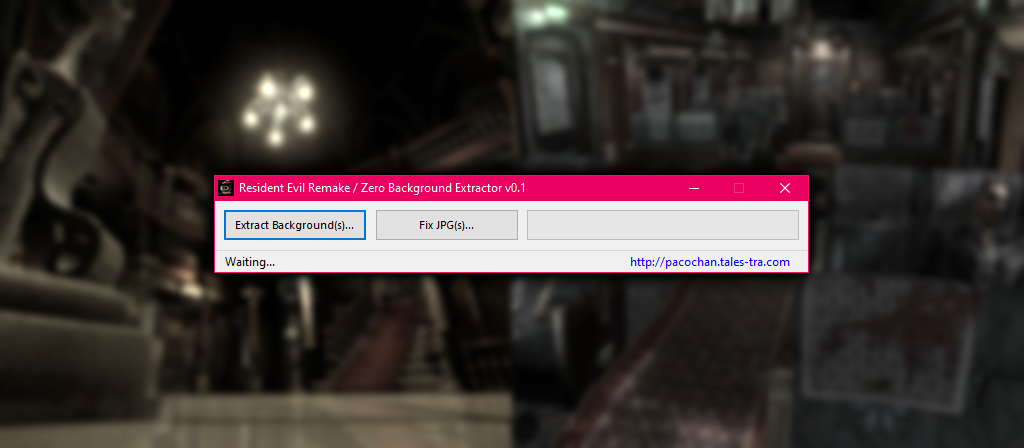 Resident Evil Remake / Zero Background Extractor v0.1
Extract Background(s)... Fix JPG(s)...
Waiting... http://pacochan.tales-tra.com